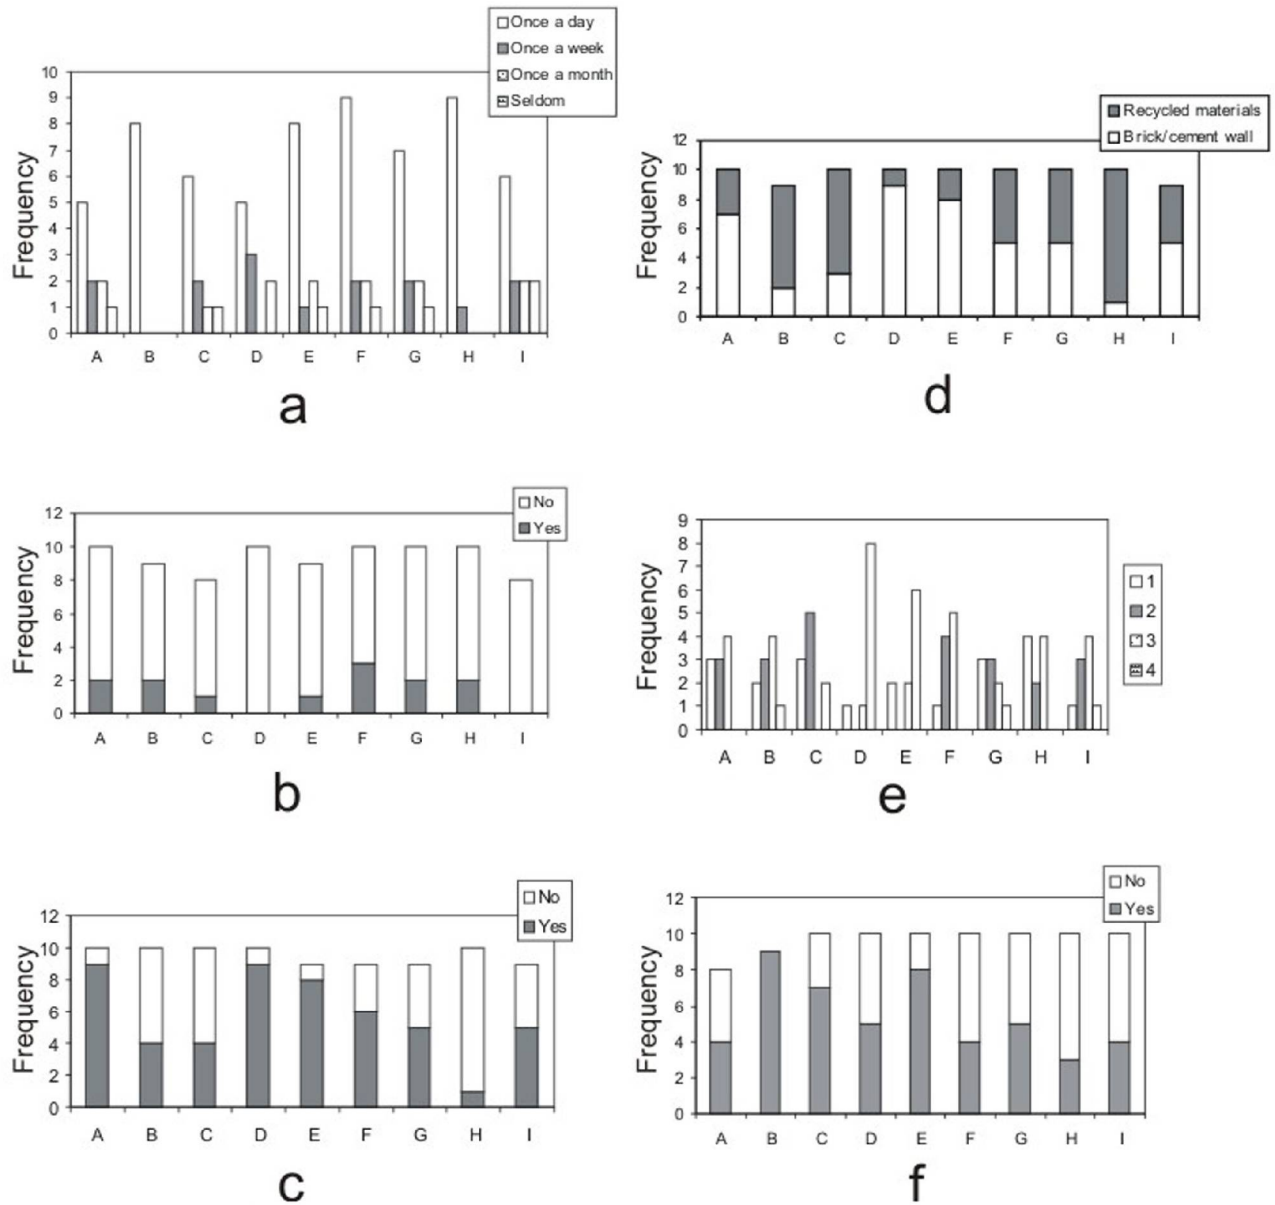 Once a day
Once a week
Once a month
Seldom
10
9
8
7
6
5
4
3
2
1
0
Frequency
A B C D E F G H I
a
Recycled materials
Brick/cement wall
12
10
8
6
4
2
0
Frequency
A B C D E F G H I
d
No
Yes
12
10
8
6
4
2
0
Frequency
A B C D E F G H I
b
9
8
7
6
5
4
3
2
1
0
Frequency
1
2
3
4
A B C D E F G H I
e
No
Yes
12
10
8
6
4
2
0
Frequency
A B C D E F G H I
c
No
Yes
12
10
8
6
4
2
0
Frequency
A B C D E F G H I
f